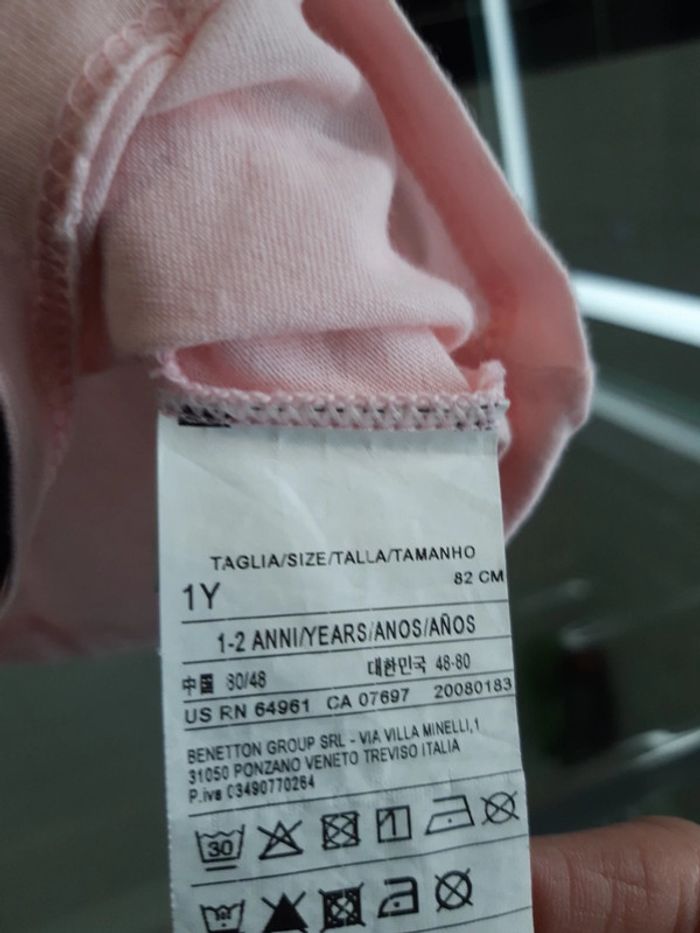 TAGLIA/SIZE/TALLA/TAMANHO
1Y 82 CM
1-2 ANNI/YEARS/ANOS/AÑOS
中国 80/48 대한민국 48-80
US RN 64961 CA 07697 20080183
BENETTON GROUP SRL - VIA VILLA MINELLI,1
31050 PONZANO VENETO TREVISO ITALIA
P.iva 03490770264
30